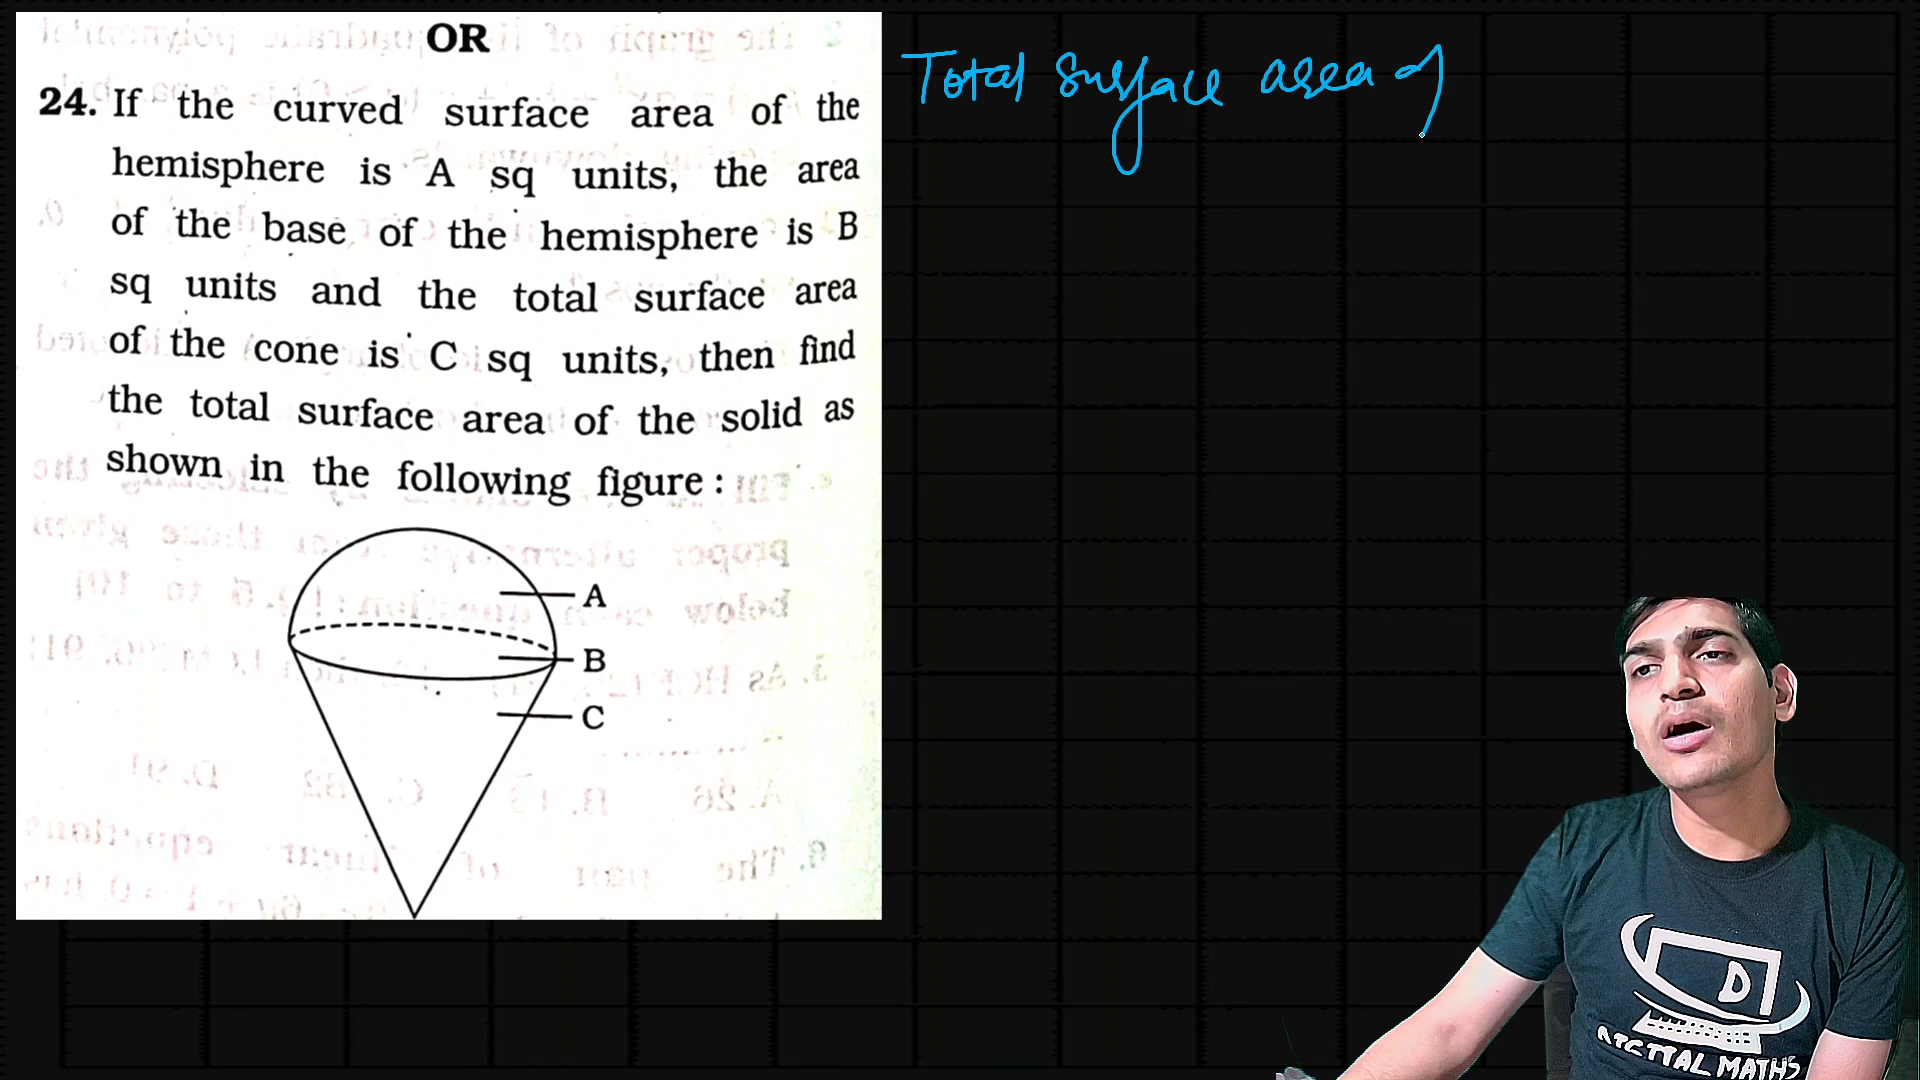 OR
24. If the curved surface area of the
hemisphere is A sq units, the area
of the base of the hemisphere is B
sq units and the total surface area
of the cone is C sq units, then find
the total surface area of the solid as
shown in the following figure :
A
B
C
Total surface area of
DIGITAL MATHS